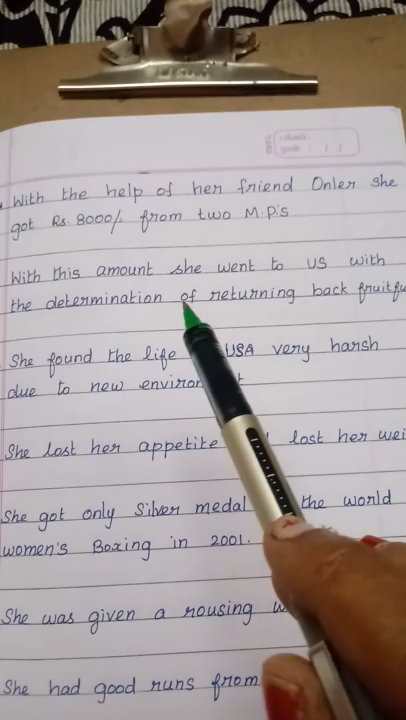 With the help of her friend Onler she
got Rs 8000/- from two M.P.'s
With this amount she went to US with
the determination of returning back
She found the life USA very harsh
due to new
She lost her appetite lost her
She got only Silver medal the world
women's Boxing in 2001.
She was given a rousing
She had good runs from